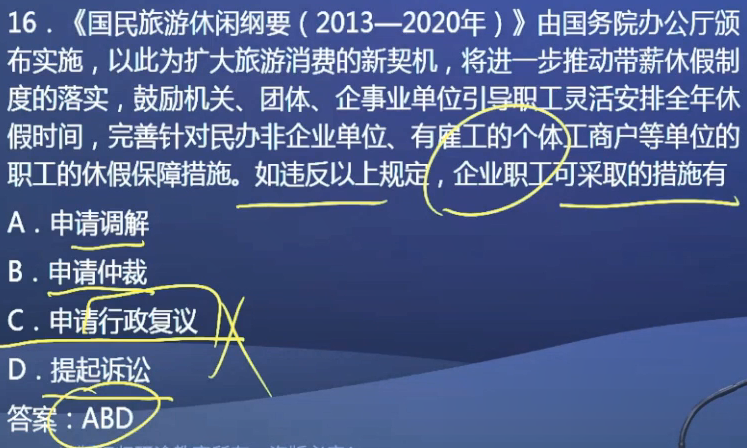 16．《国民旅游休闲纲要（2013—2020年）》由国务院办公厅颁
布实施，以此为扩大旅游消费的新契机，将进一步推动带薪休假制
度的落实，鼓励机关、团体、企事业单位引导职工灵活安排全年休
假时间，完善针对民办非企业单位、有雇工的个体工商户等单位的
职工的休假保障措施。如违反以上规定，企业职工可采取的措施有
A．申请调解
B．申请仲裁
C．申请行政复议
D．提起诉讼
答案：ABD